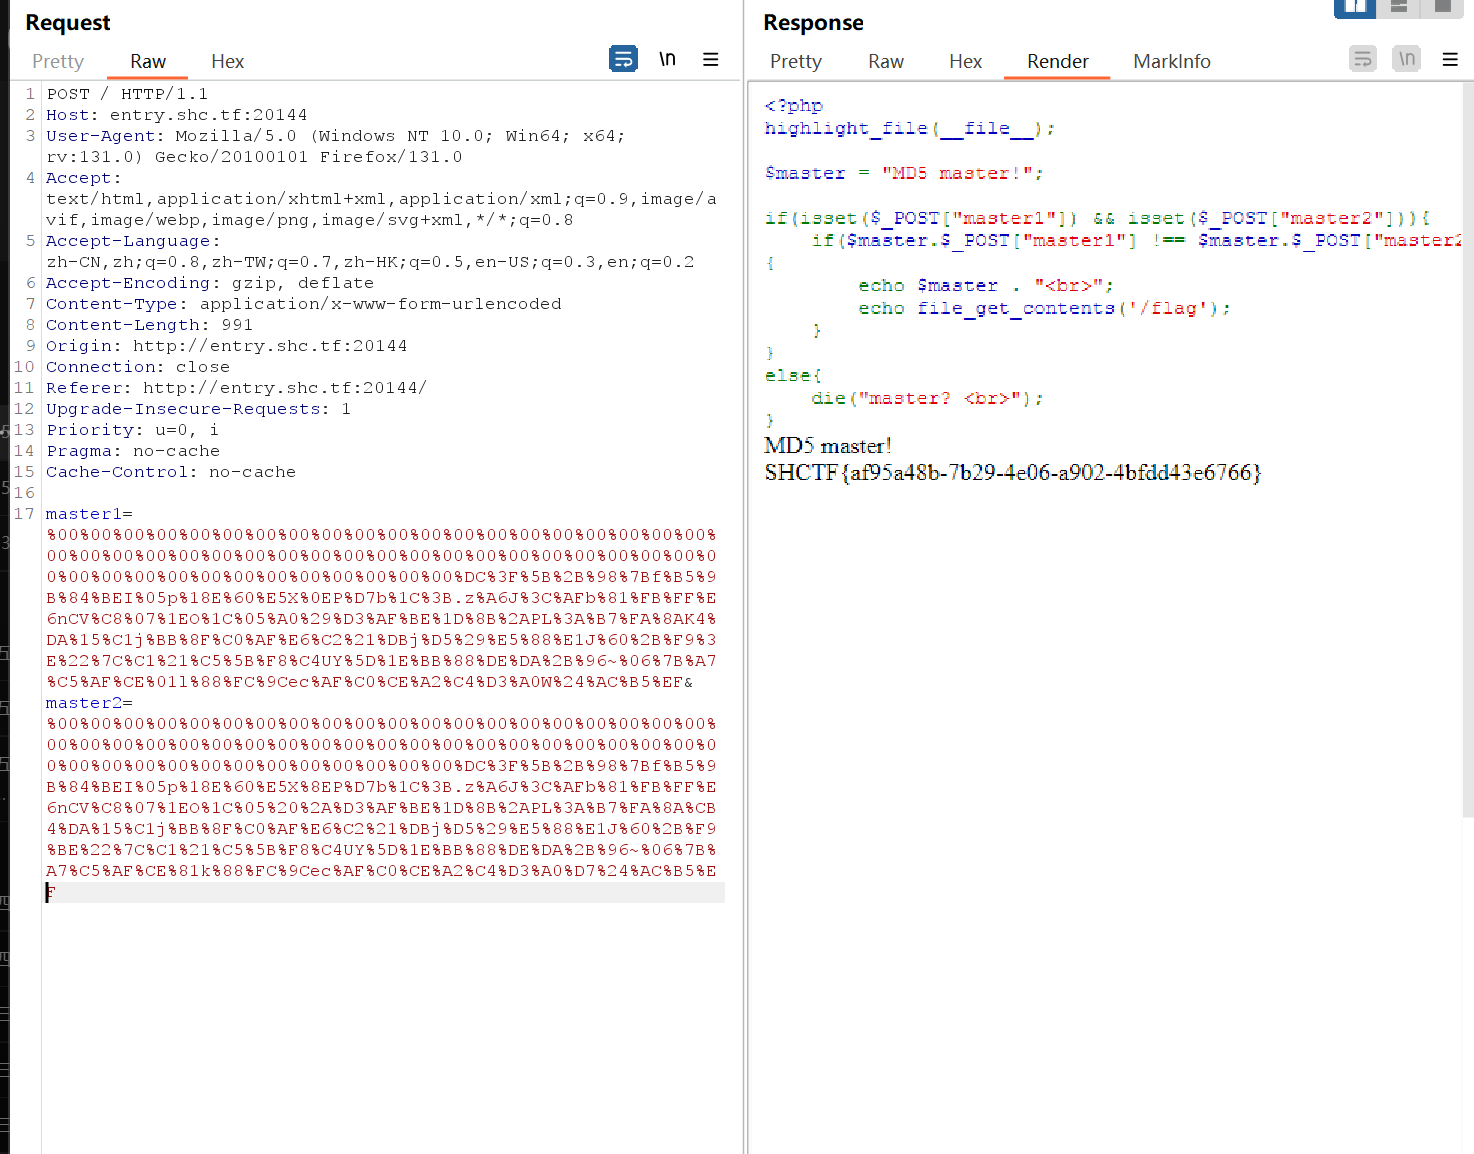 Request
Pretty Raw Hex
\n
1 POST / HTTP/1.1
2 Host: entry.shc.tf:20144
3 User-Agent: Mozilla/5.0 (Windows NT 10.0; Win64; x64;
rv:131.0) Gecko/20100101 Firefox/131.0
4 Accept:
text/html,application/xhtml+xml,application/xml;q=0.9,image/a
vif,image/webp,image/png,image/svg+xml,*/*;q=0.8
5 Accept-Language:
zh-CN,zh;q=0.8,zh-TW;q=0.7,zh-HK;q=0.5,en-US;q=0.3,en;q=0.2
6 Accept-Encoding: gzip, deflate
7 Content-Type: application/x-www-form-urlencoded
8 Content-Length: 991
9 Origin: http://entry.shc.tf:20144
10 Connection: close
11 Referer: http://entry.shc.tf:20144/
12 Upgrade-Insecure-Requests: 1
13 Priority: u=0, i
14 Pragma: no-cache
15 Cache-Control: no-cache
16
17 master1=
%00%00%00%00%00%00%00%00%00%00%00%00%00%00%00%00%00%00%00%00%00%
00%00%00%00%00%00%00%00%00%00%00%00%00%00%00%00%00%00%00%00%00%0
0%00%00%00%00%00%00%00%00%00%00%00%00%00%DC%3F%5B%2B%98%7Bf%B5%9
B%84%BEI%05p%18E%60%E5X%0EP%D7b%1C%3B.z%A6J%3C%AFb%81%FB%FF%E
6nCV%C8%07%1EO%1C%05%A0%29%D3%AF%BE%1D%8B%2APL%3A%B7%FA%8AK4%
DA%15%C1j%BB%8F%C0%AF%E6%C2%21%DBj%D5%29%E5%88%E1J%60%2B%F9%3
E%22%7C%C1%21%C5%5B%F8%C4UY%5D%1E%BB%88%DE%DA%2B%96~%06%7B%A7
%C5%AF%CE%01l%88%FC%9Cec%AF%C0%CE%A2%C4%D3%A0W%24%AC%B5%EF&
master2=
%00%00%00%00%00%00%00%00%00%00%00%00%00%00%00%00%00%00%00%00%00%
00%00%00%00%00%00%00%00%00%00%00%00%00%00%00%00%00%00%00%00%00%0
0%00%00%00%00%00%00%00%00%00%00%00%00%00%DC%3F%5B%2B%98%7Bf%B5%9
B%84%BEI%05p%18E%60%E5X%8EP%D7b%1C%3B.z%A6J%3C%AFb%81%FB%FF%E
6nCV%C8%07%1EO%1C%05%20%2A%D3%AF%BE%1D%8B%2APL%3A%B7%FA%8A%CB
4%DA%15%C1j%BB%8F%C0%AF%E6%C2%21%DBj%D5%29%E5%88%E1J%60%2B%F9
%BE%22%7C%C1%21%C5%5B%F8%C4UY%5D%1E%BB%88%DE%DA%2B%96~%06%7B%
A7%C5%AF%CE%81k%88%FC%9Cec%AF%C0%CE%A2%C4%D3%A0%D7%24%AC%B5%E
F
Response
Pretty Raw Hex Render MarkInfo
\n
<?php
highlight_file(__file__);
$master = "MD5 master!";
if(isset($_POST["master1"]) && isset($_POST["master2"])){
if($master.$_POST["master1"] !== $master.$_POST["master2
{
echo $master . "<br>";
echo file_get_contents('/flag');
}
}
else{
die("master? <br>");
}
MD5 master!
SHCTF{af95a48b-7b29-4e06-a902-4bfdd43e6766}